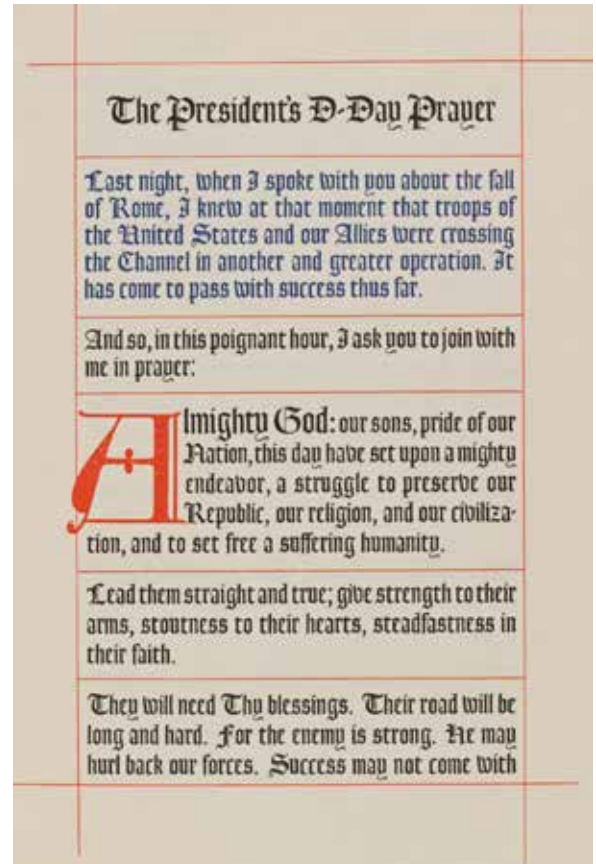 The President's D-Day Prayer
Last night, when I spoke with you about the fall
of Rome, I knew at that moment that troops of
the United States and our Allies were crossing
the Channel in another and greater operation. It
has come to pass with success thus far.
And so, in this poignant hour, I ask you to join with
me in prayer:
Almighty God: our sons, pride of our
Nation, this day have set upon a mighty
endeavor, a struggle to preserve our
Republic, our religion, and our civiliza-
tion, and to set free a suffering humanity.
Lead them straight and true; give strength to their
arms, stoutness to their hearts, steadfastness in
their faith.
They will need Thy blessings. Their road will be
long and hard. For the enemy is strong. He may
hurl back our forces. Success may not come with